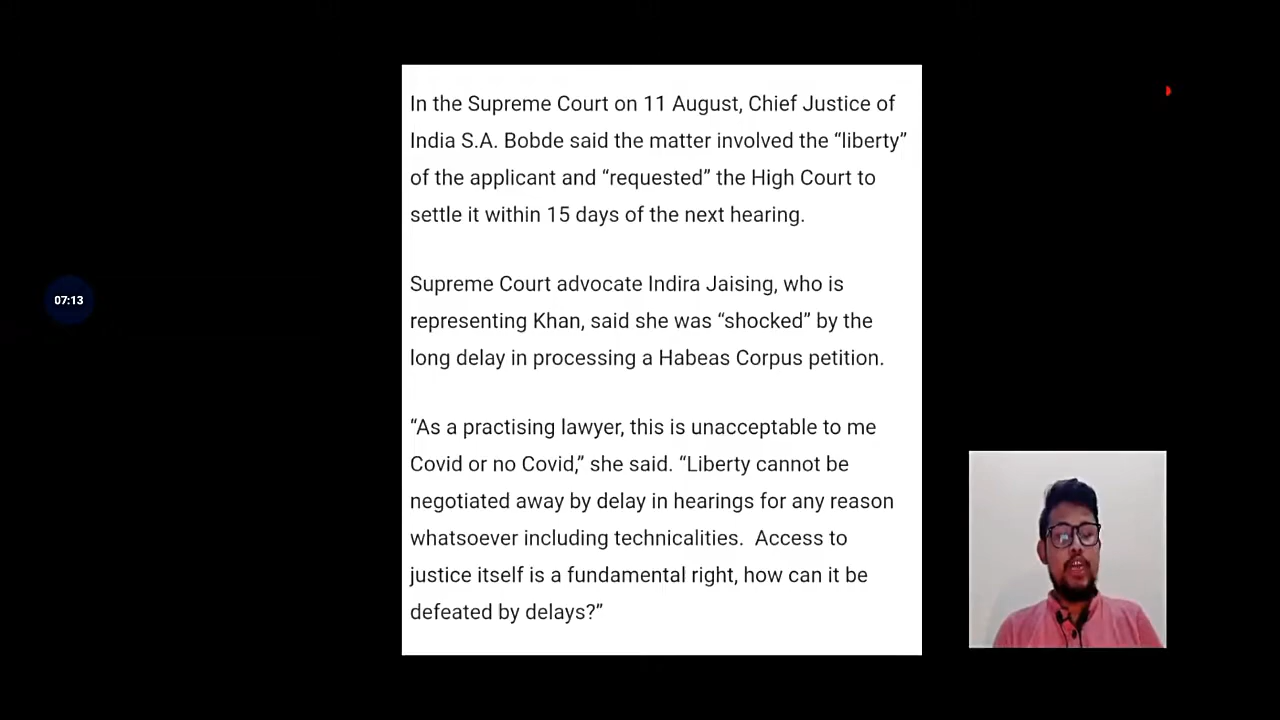 In the Supreme Court on 11 August, Chief Justice of
India S.A. Bobde said the matter involved the “liberty”
of the applicant and “requested” the High Court to
settle it within 15 days of the next hearing.
Supreme Court advocate Indira Jaising, who is
representing Khan, said she was “shocked” by the
long delay in processing a Habeas Corpus petition.
“As a practising lawyer, this is unacceptable to me
Covid or no Covid,” she said. “Liberty cannot be
negotiated away by delay in hearings for any reason
whatsoever including technicalities.  Access to
justice itself is a fundamental right, how can it be
defeated by delays?”
07:13